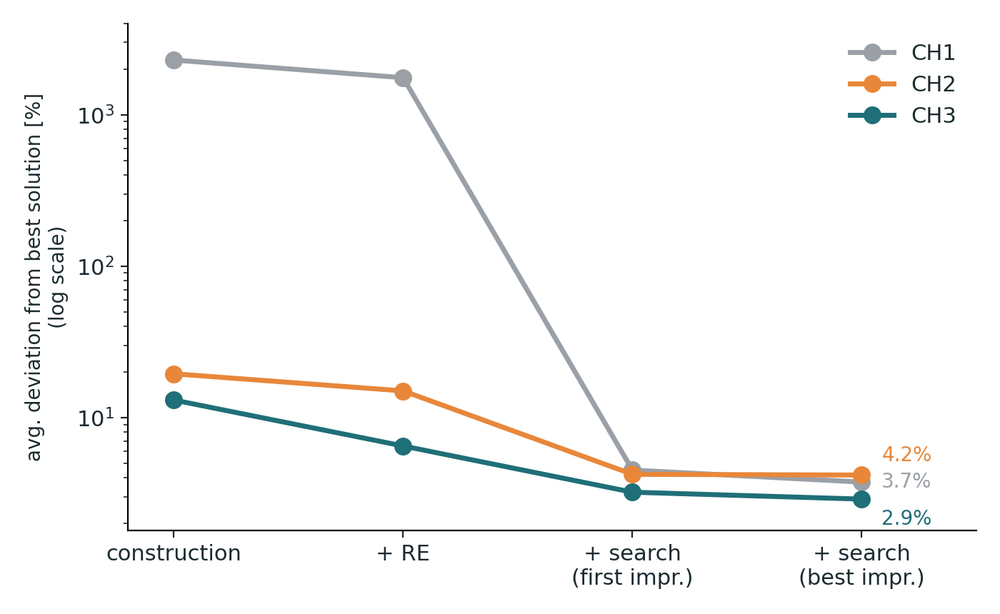 avg. deviation from best solution [%]
(log scale)
10³
10²
10¹
CH1
CH2
CH3
4.2%
3.7%
2.9%
construction
+ RE
+ search
(first impr.)
+ search
(best impr.)